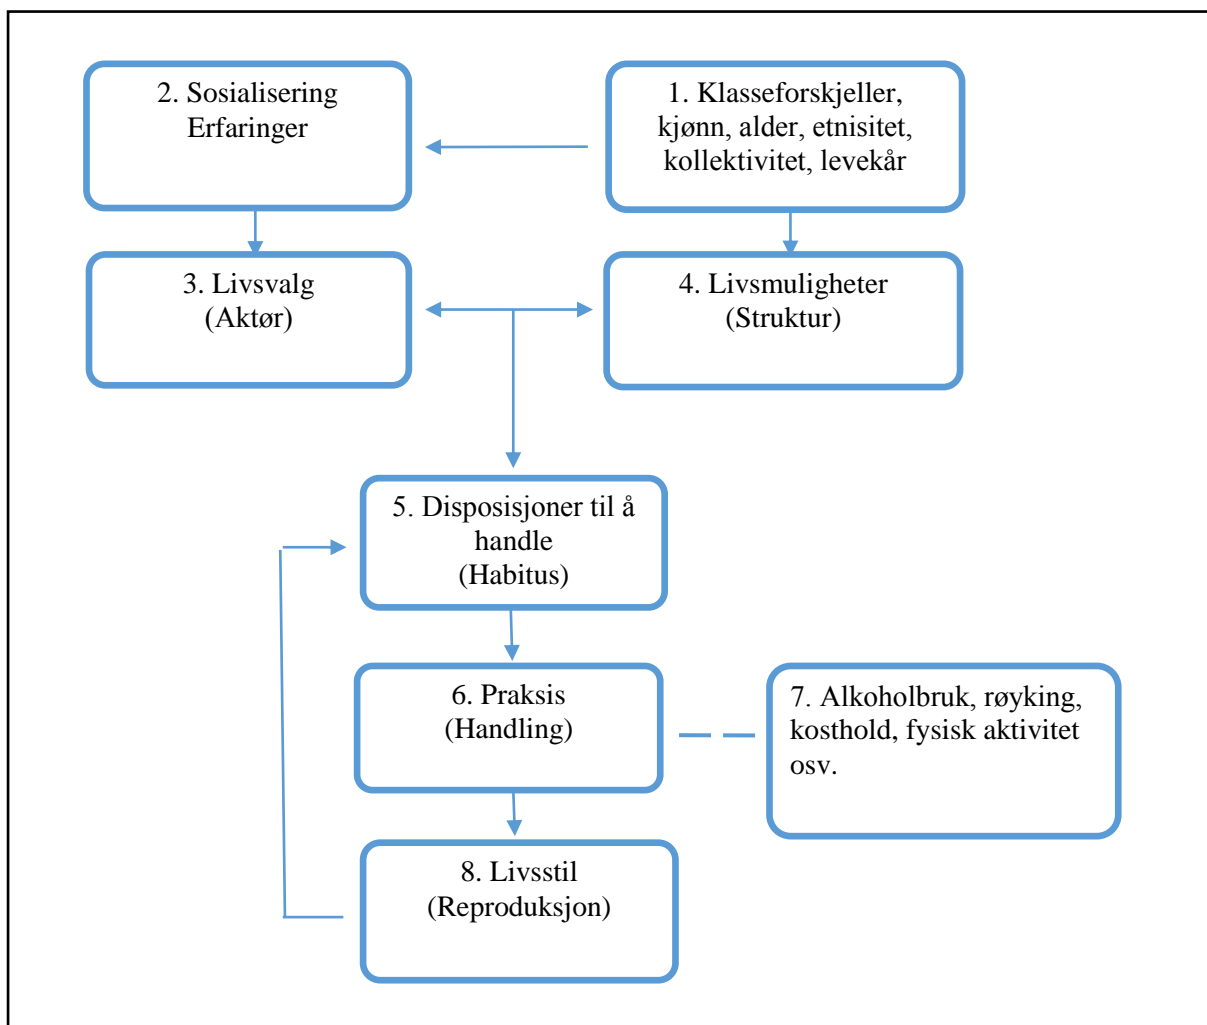 2. Sosialisering
Erfaringer
1. Klasseforskjeller,
kjønn, alder, etnisitet,
kollektivitet, levekår
3. Livsvalg
(Aktør)
4. Livsmuligheter
(Struktur)
5. Disposisjoner til å
handle
(Habitus)
6. Praksis
(Handling)
7. Alkoholbruk, røyking,
kosthold, fysisk aktivitet
osv.
8. Livsstil
(Reproduksjon)